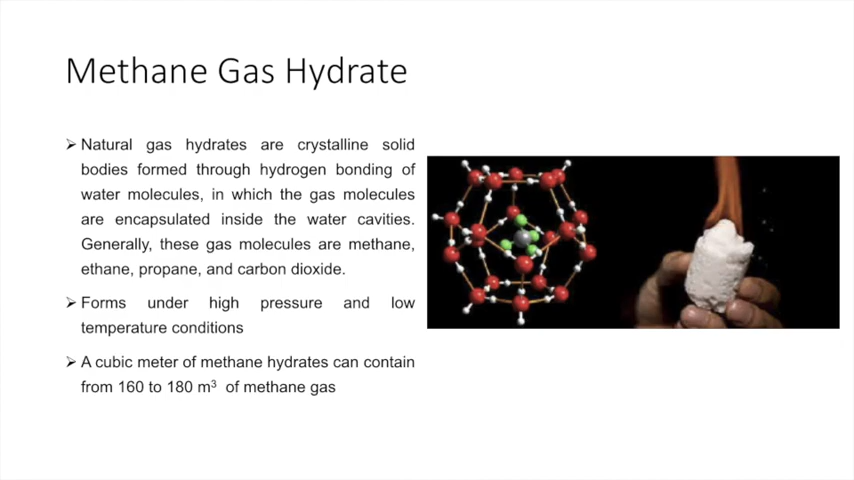 Methane Gas Hydrate
➢ Natural gas hydrates are crystalline solid
bodies formed through hydrogen bonding of
water molecules, in which the gas molecules
are encapsulated inside the water cavities.
Generally, these gas molecules are methane,
ethane, propane, and carbon dioxide.
➢ Forms under high pressure and low
temperature conditions
➢ A cubic meter of methane hydrates can contain
from 160 to 180 m³ of methane gas